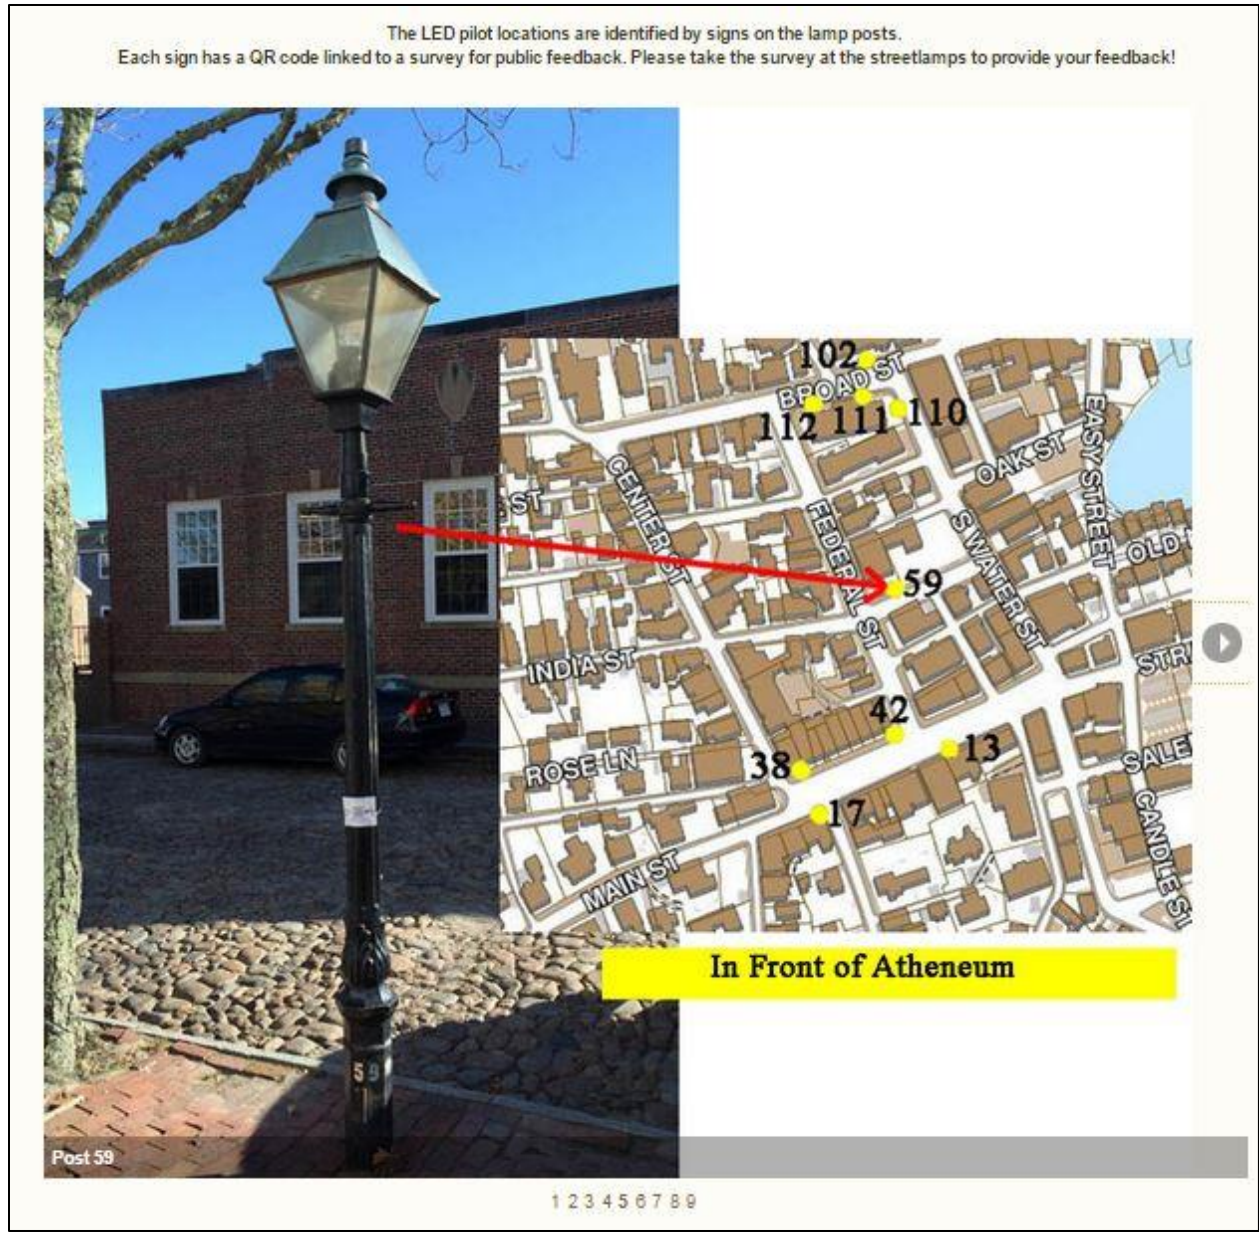 The LED pilot locations are identified by signs on the lamp posts.
Each sign has a QR code linked to a survey for public feedback. Please take the survey at the streetlamps to provide your feedback!
102
BROAD ST
112 111 110
OAK ST
EASY STREET
CENTER ST
ST
FEDERAL ST
S WATER ST
OLD
59
INDIA ST
STR
42
13
38
ROSE LN
SALE
17
CANDLE ST
MAIN ST
In Front of Atheneum
59
Post 59
1 2 3 4 5 6 7 8 9